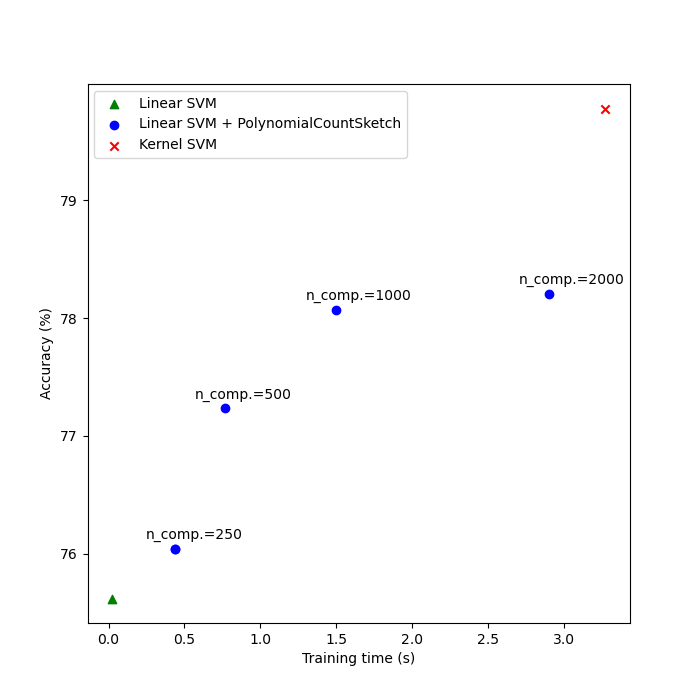 Linear SVM
Linear SVM + PolynomialCountSketch
Kernel SVM
79
78
77
76
Accuracy (%)
n_comp.=2000
n_comp.=1000
n_comp.=500
n_comp.=250
0.0 0.5 1.0 1.5 2.0 2.5 3.0
Training time (s)